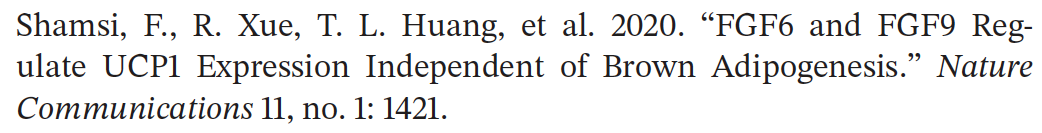 Shamsi, F., R. Xue, T. L. Huang, et al. 2020. “FGF6 and FGF9 Reg-
ulate UCP1 Expression Independent of Brown Adipogenesis.” Nature
Communications 11, no. 1: 1421.